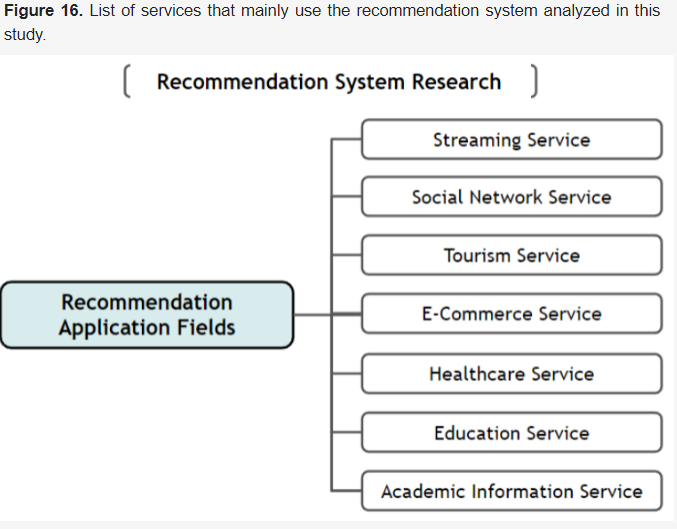 Figure 16. List of services that mainly use the recommendation system analyzed in this
study.
Recommendation System Research
Streaming Service
Social Network Service
Tourism Service
Recommendation
Application Fields
E-Commerce Service
Healthcare Service
Education Service
Academic Information Service